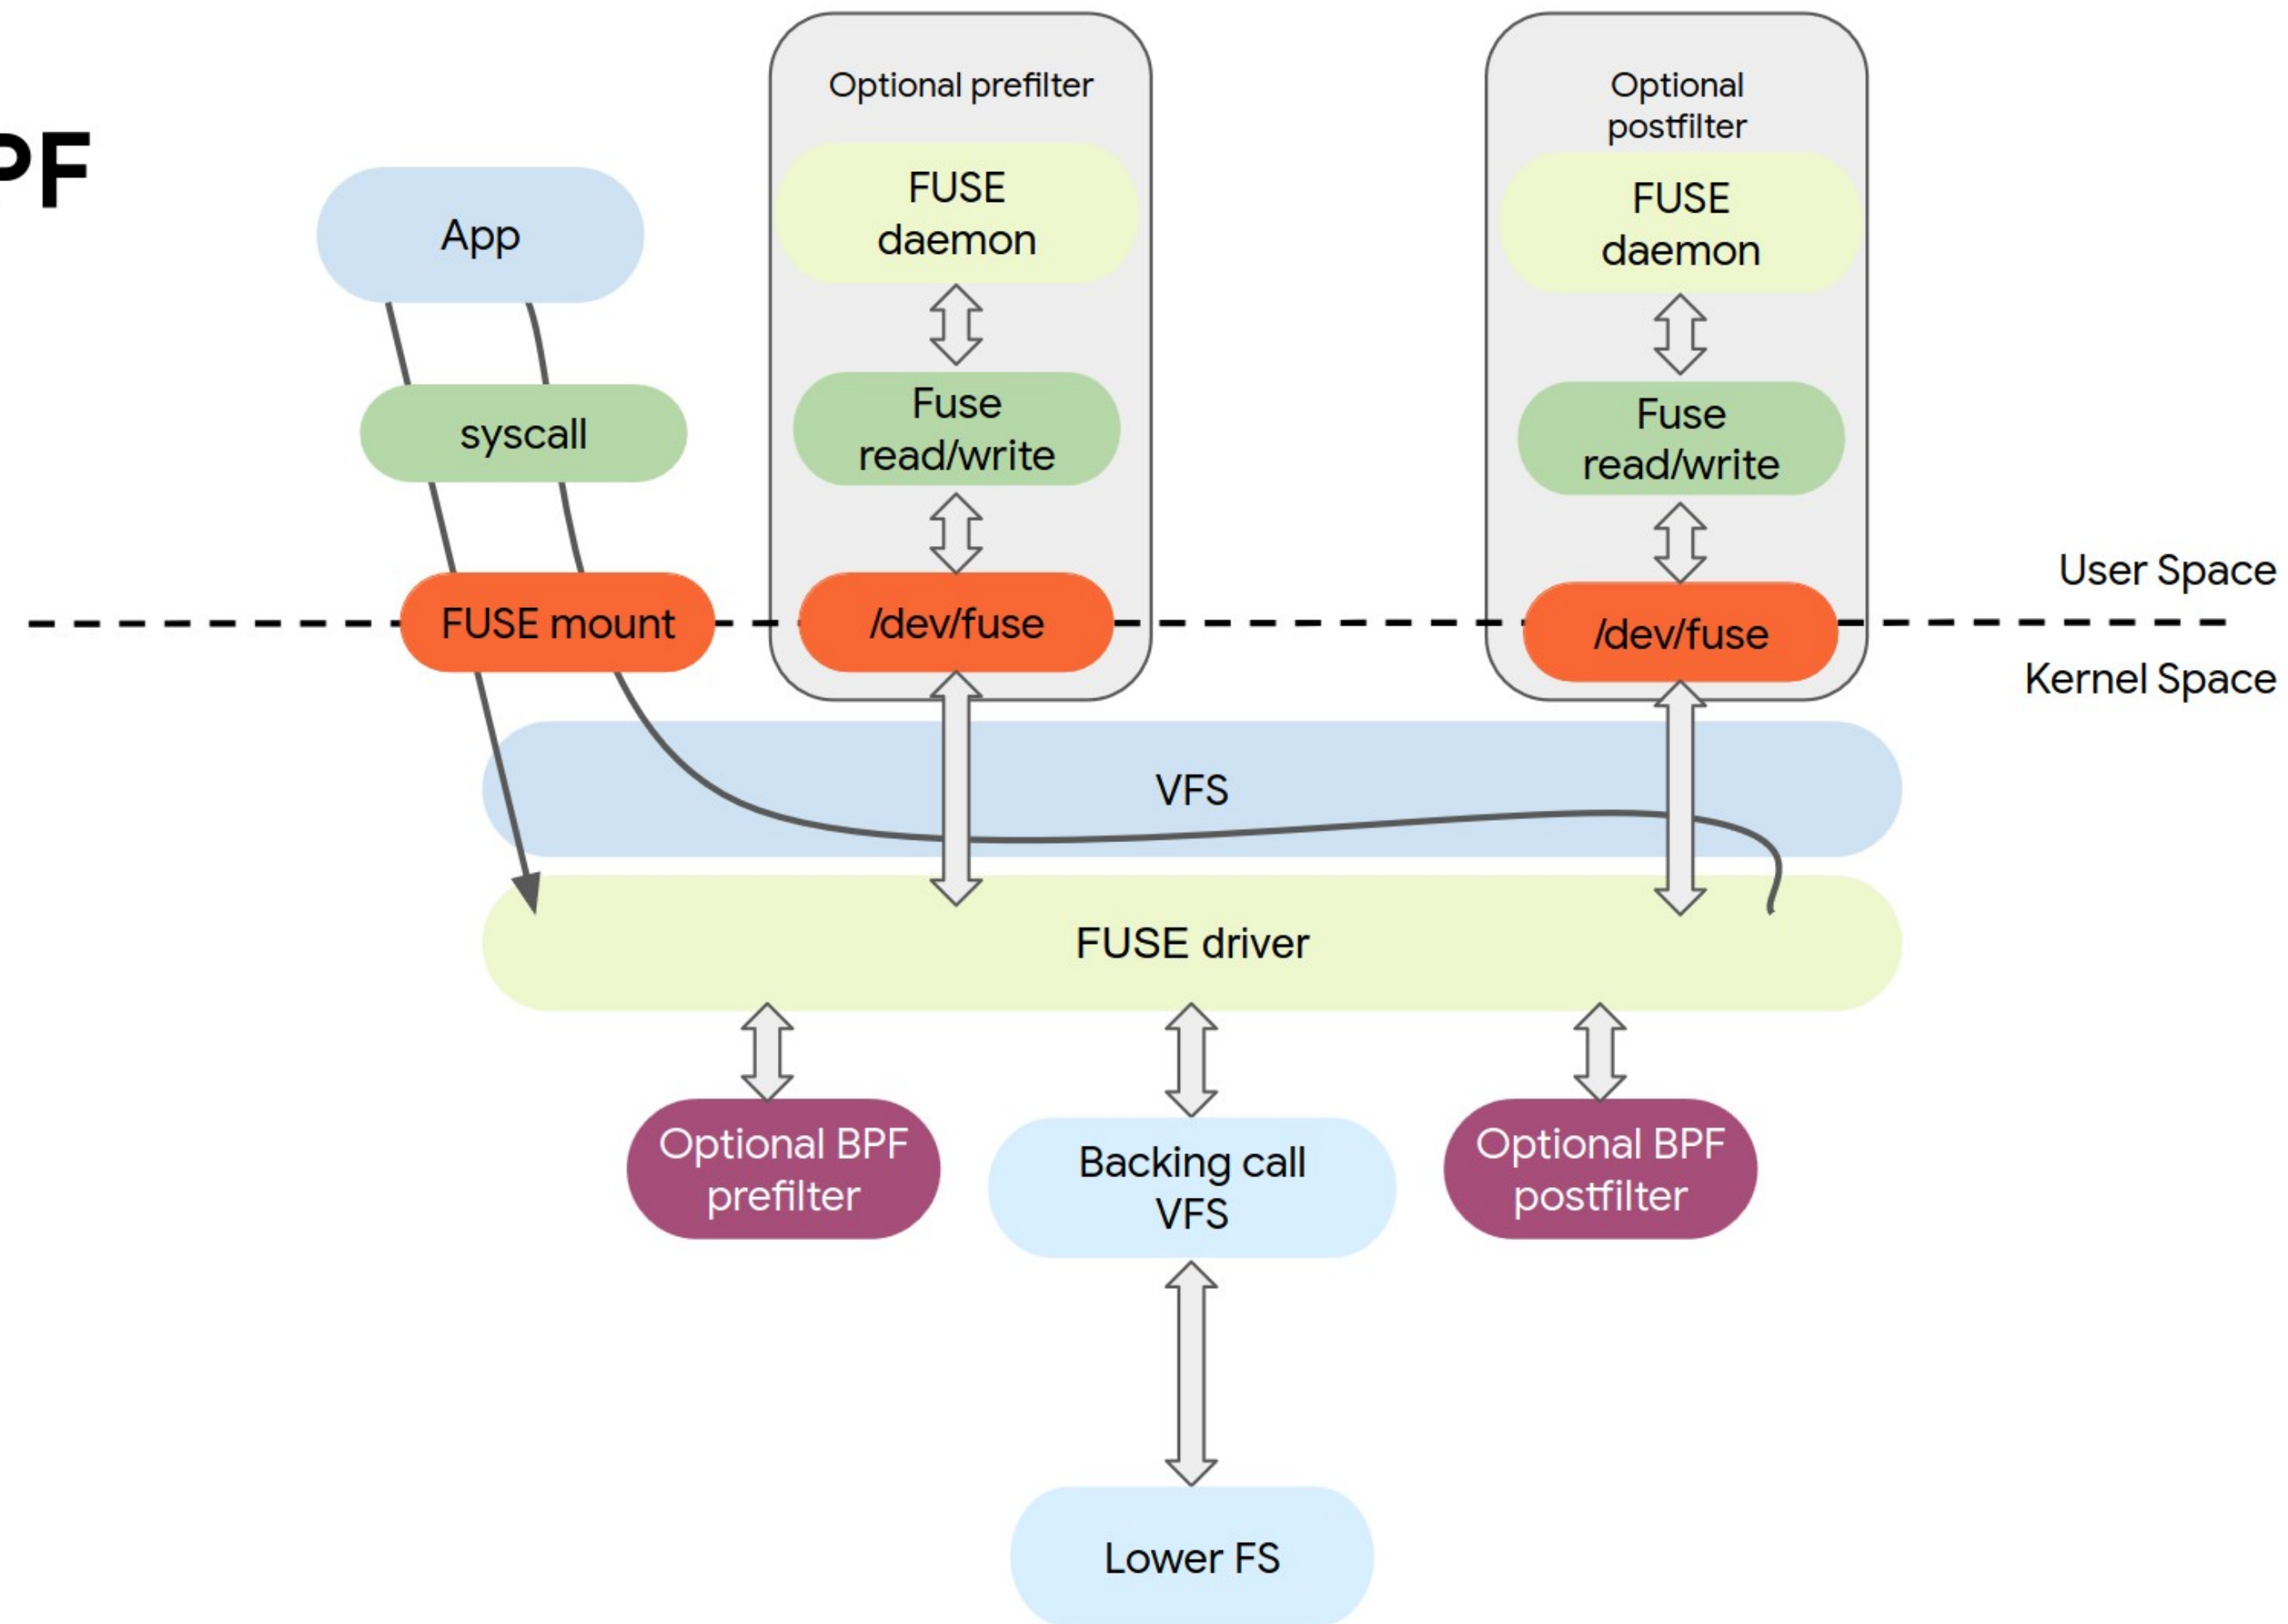 PF
Optional prefilter
Optional
postfilter
App
FUSE
daemon
FUSE
daemon
syscall
Fuse
read/write
Fuse
read/write
User Space
FUSE mount
/dev/fuse
/dev/fuse
Kernel Space
VFS
FUSE driver
Optional BPF
prefilter
Backing call
VFS
Optional BPF
postfilter
Lower FS